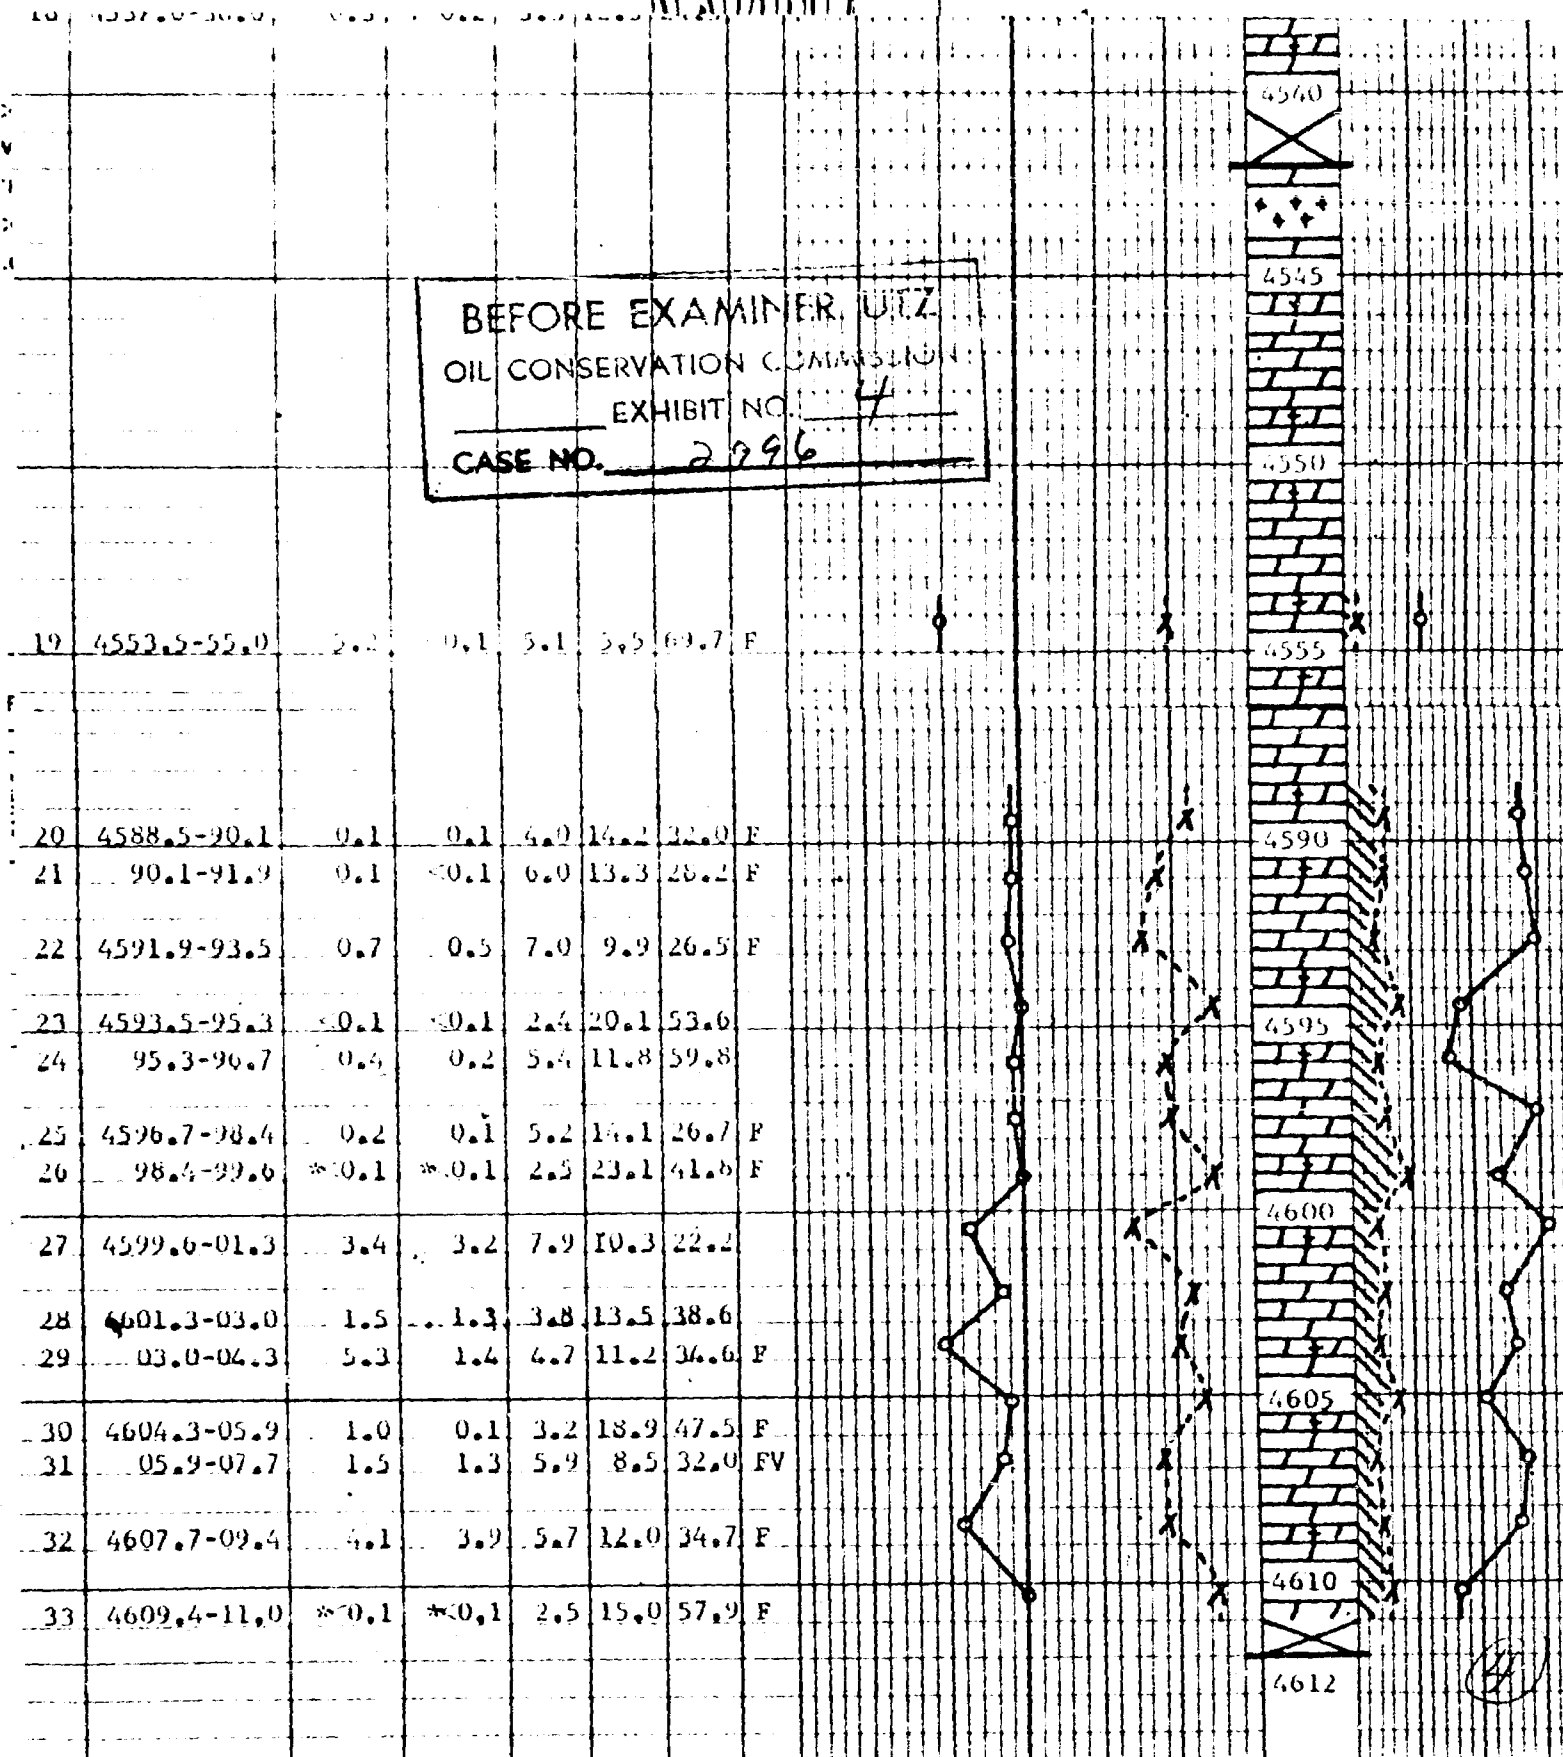 4540
4545
BEFORE EXAMINER UTZ
OIL CONSERVATION COMMISSION
EXHIBIT NO. 4
CASE NO.
4550
19 4553.5-55.0 5.2 0.1 5.1 5.5 69.7 F
4555
20 4588.5-90.1 0.1 0.1 4.0 14.2 32.0 F
4590
21 90.1-91.9 0.1 <0.1 6.0 13.3 28.2 F
22 4591.9-93.5 0.7 0.5 7.0 9.9 26.5 F
23 4593.5-95.3 <0.1 <0.1 2.4 20.1 53.6
4595
24 95.3-96.7 0.4 0.2 5.4 11.8 59.8
25 4596.7-98.4 0.2 0.1 5.2 14.1 26.7 F
26 98.4-99.6 *<0.1 *<0.1 2.5 23.1 41.8 F
4600
27 4599.6-01.3 3.4 3.2 7.9 10.3 22.2
28 4601.3-03.0 1.5 1.3 3.8 13.5 38.6
29 03.0-04.3 5.3 1.4 4.7 11.2 34.6 F
4605
30 4604.3-05.9 1.0 0.1 3.2 18.9 47.5 F
31 05.9-07.7 1.5 1.3 5.9 8.5 32.0 FV
32 4607.7-09.4 4.1 3.9 5.7 12.0 34.7 F
4610
33 4609.4-11.0 *<0.1 *<0.1 2.5 15.0 57.9 F
4612
4